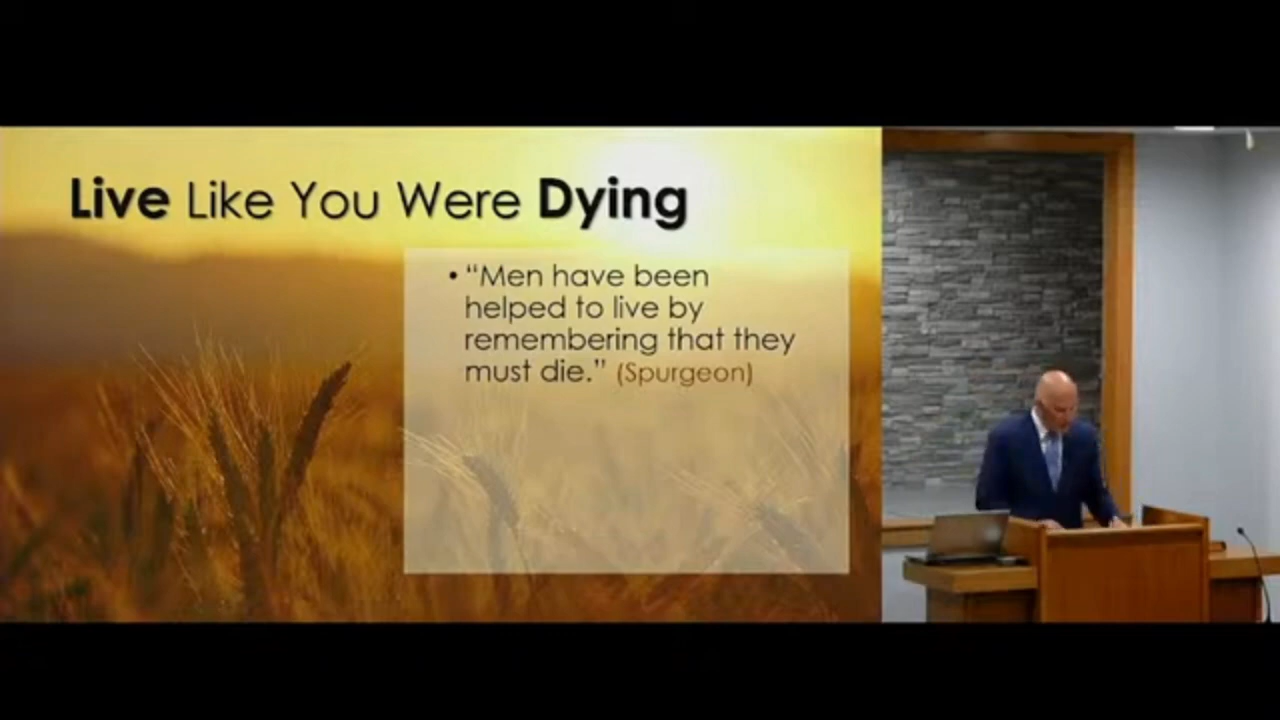 Live Like You Were Dying
• “Men have been
helped to live by
remembering that they
must die.” (Spurgeon)